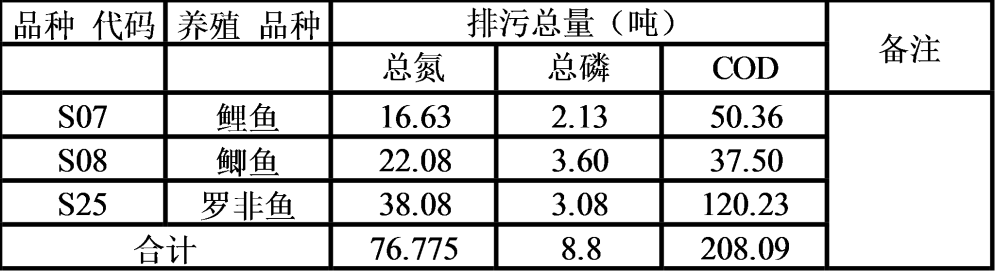 品种 代码 养殖 品种 排污总量（吨） 备注
总氮 总磷 COD
S07 鲤鱼 16.63 2.13 50.36
S08 鲫鱼 22.08 3.60 37.50
S25 罗非鱼 38.08 3.08 120.23
合计 76.775 8.8 208.09